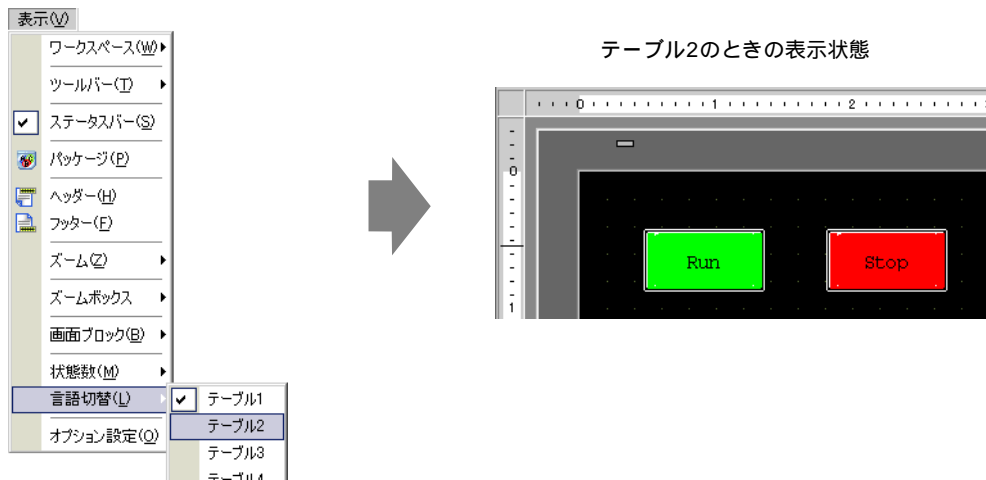 表示(V)
ワークスペース(W)
ツールバー(T)
ステータスバー(S)
パッケージ(P)
ヘッダー(H)
フッター(F)
ズーム(Z)
ズームボックス
画面ブロック(B)
状態数(M)
言語切替(L)
オプション設定(O)
テーブル1
テーブル2
テーブル3
テーブル4
テーブル2のときの表示状態
0 1 2
0
Run Stop
1